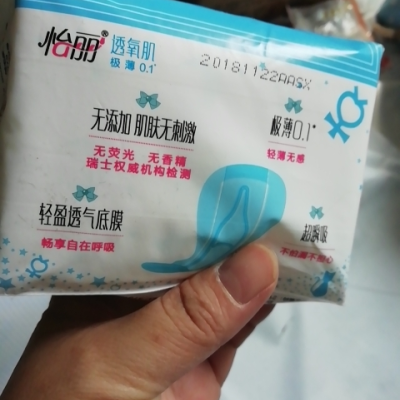 怡丽®
透氧肌
极薄0.1*
20181122AASX
无添加 肌肤无刺激
无荧光 无香精
瑞士权威机构检测
极薄0.1*
轻薄无感
轻盈透气底膜
畅享自在呼吸
超瞬吸